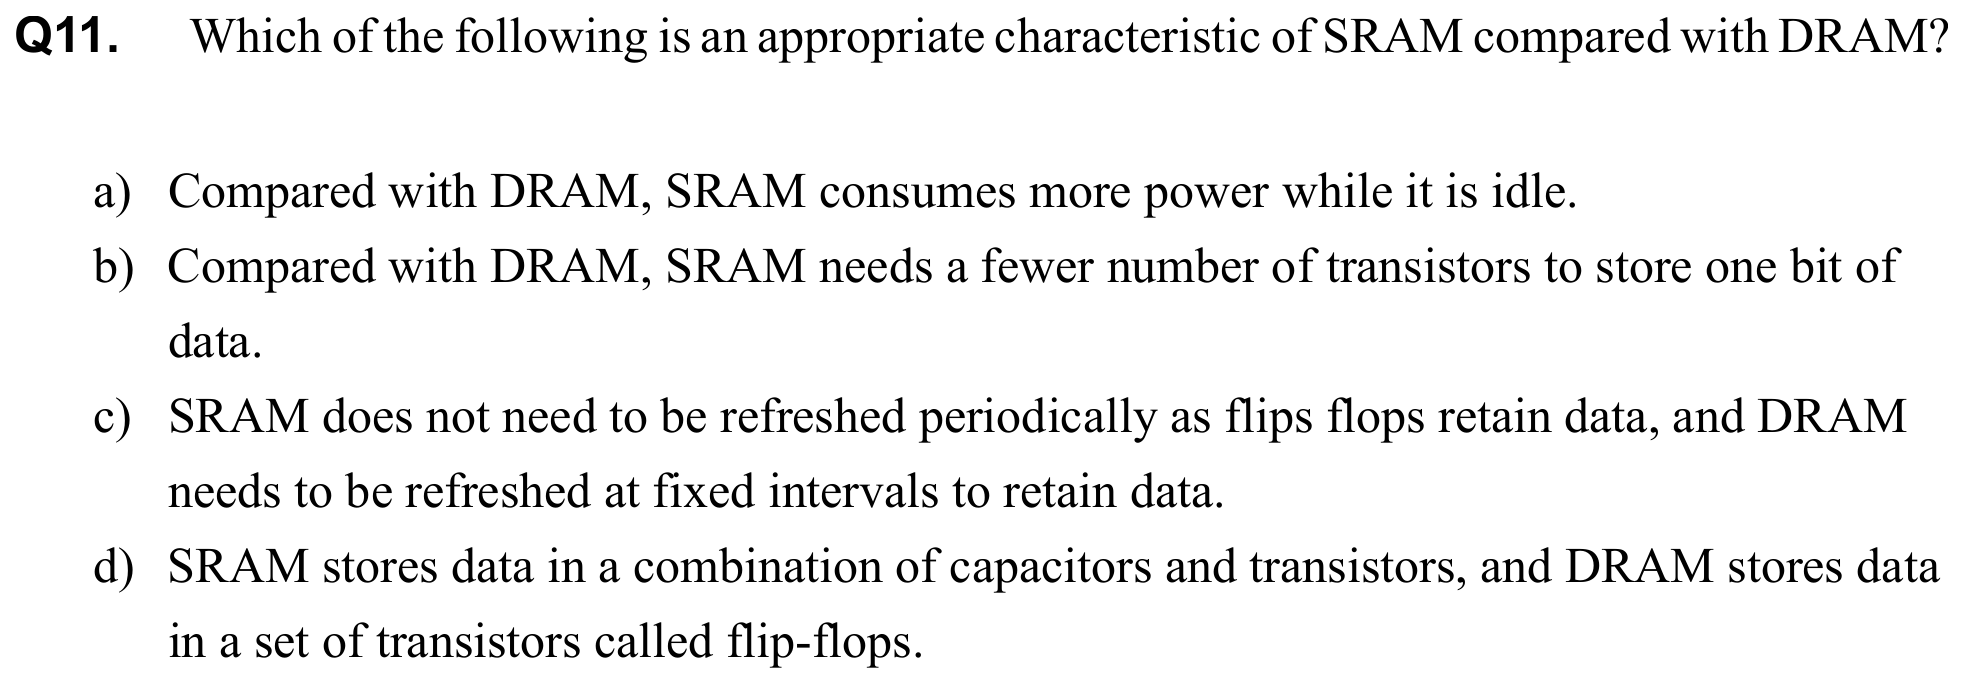 Q11. Which of the following is an appropriate characteristic of SRAM compared with DRAM?
a) Compared with DRAM, SRAM consumes more power while it is idle.
b) Compared with DRAM, SRAM needs a fewer number of transistors to store one bit of
data.
c) SRAM does not need to be refreshed periodically as flips flops retain data, and DRAM
needs to be refreshed at fixed intervals to retain data.
d) SRAM stores data in a combination of capacitors and transistors, and DRAM stores data
in a set of transistors called flip-flops.